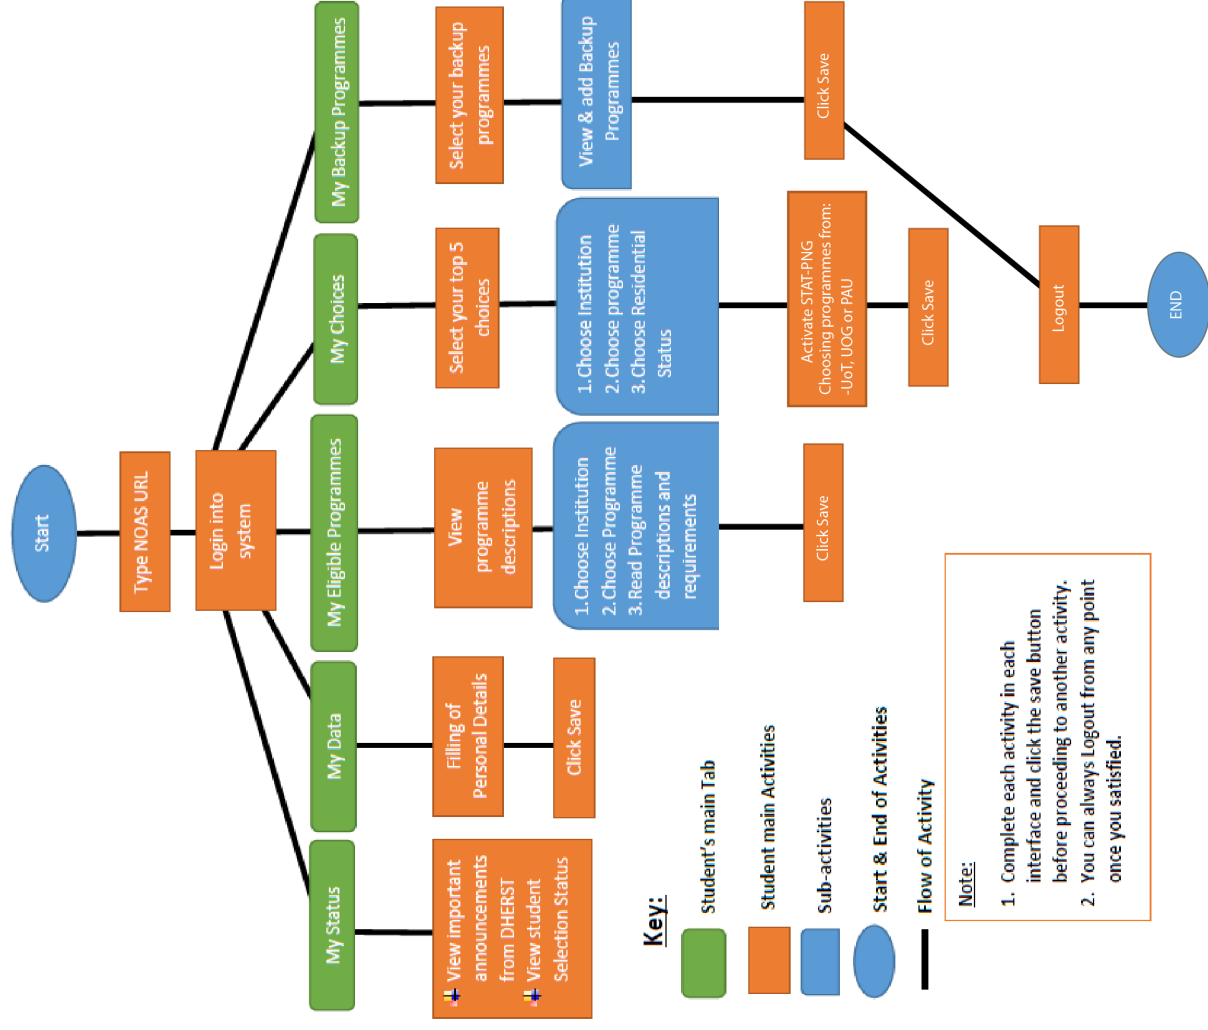 Start
Type NOAS URL
Login into
system
My Status
My Data
My Eligible Programmes
My Choices
My Backup Programmes
View important
announcements
from DHERST
View student
Selection Status
Filling of
Personal Details
Click Save
View
programme
descriptions
1. Choose Institution
2. Choose Programme
3. Read Programme
descriptions and
requirements
Click Save
Select your top 5
choices
1. Choose Institution
2. Choose programme
3. Choose Residential
Status
Activate STAT-PNG
Choosing programmes from:
-UoT, UOG or PAU
Click Save
Select your backup
programmes
View & add Backup
Programmes
Click Save
Logout
END
Key:
Student's main Tab
Student main Activities
Sub-activities
Start & End of Activities
Flow of Activity
Note:
1. Complete each activity in each
interface and click the save button
before proceeding to another activity.
2. You can always Logout from any point
once you satisfied.